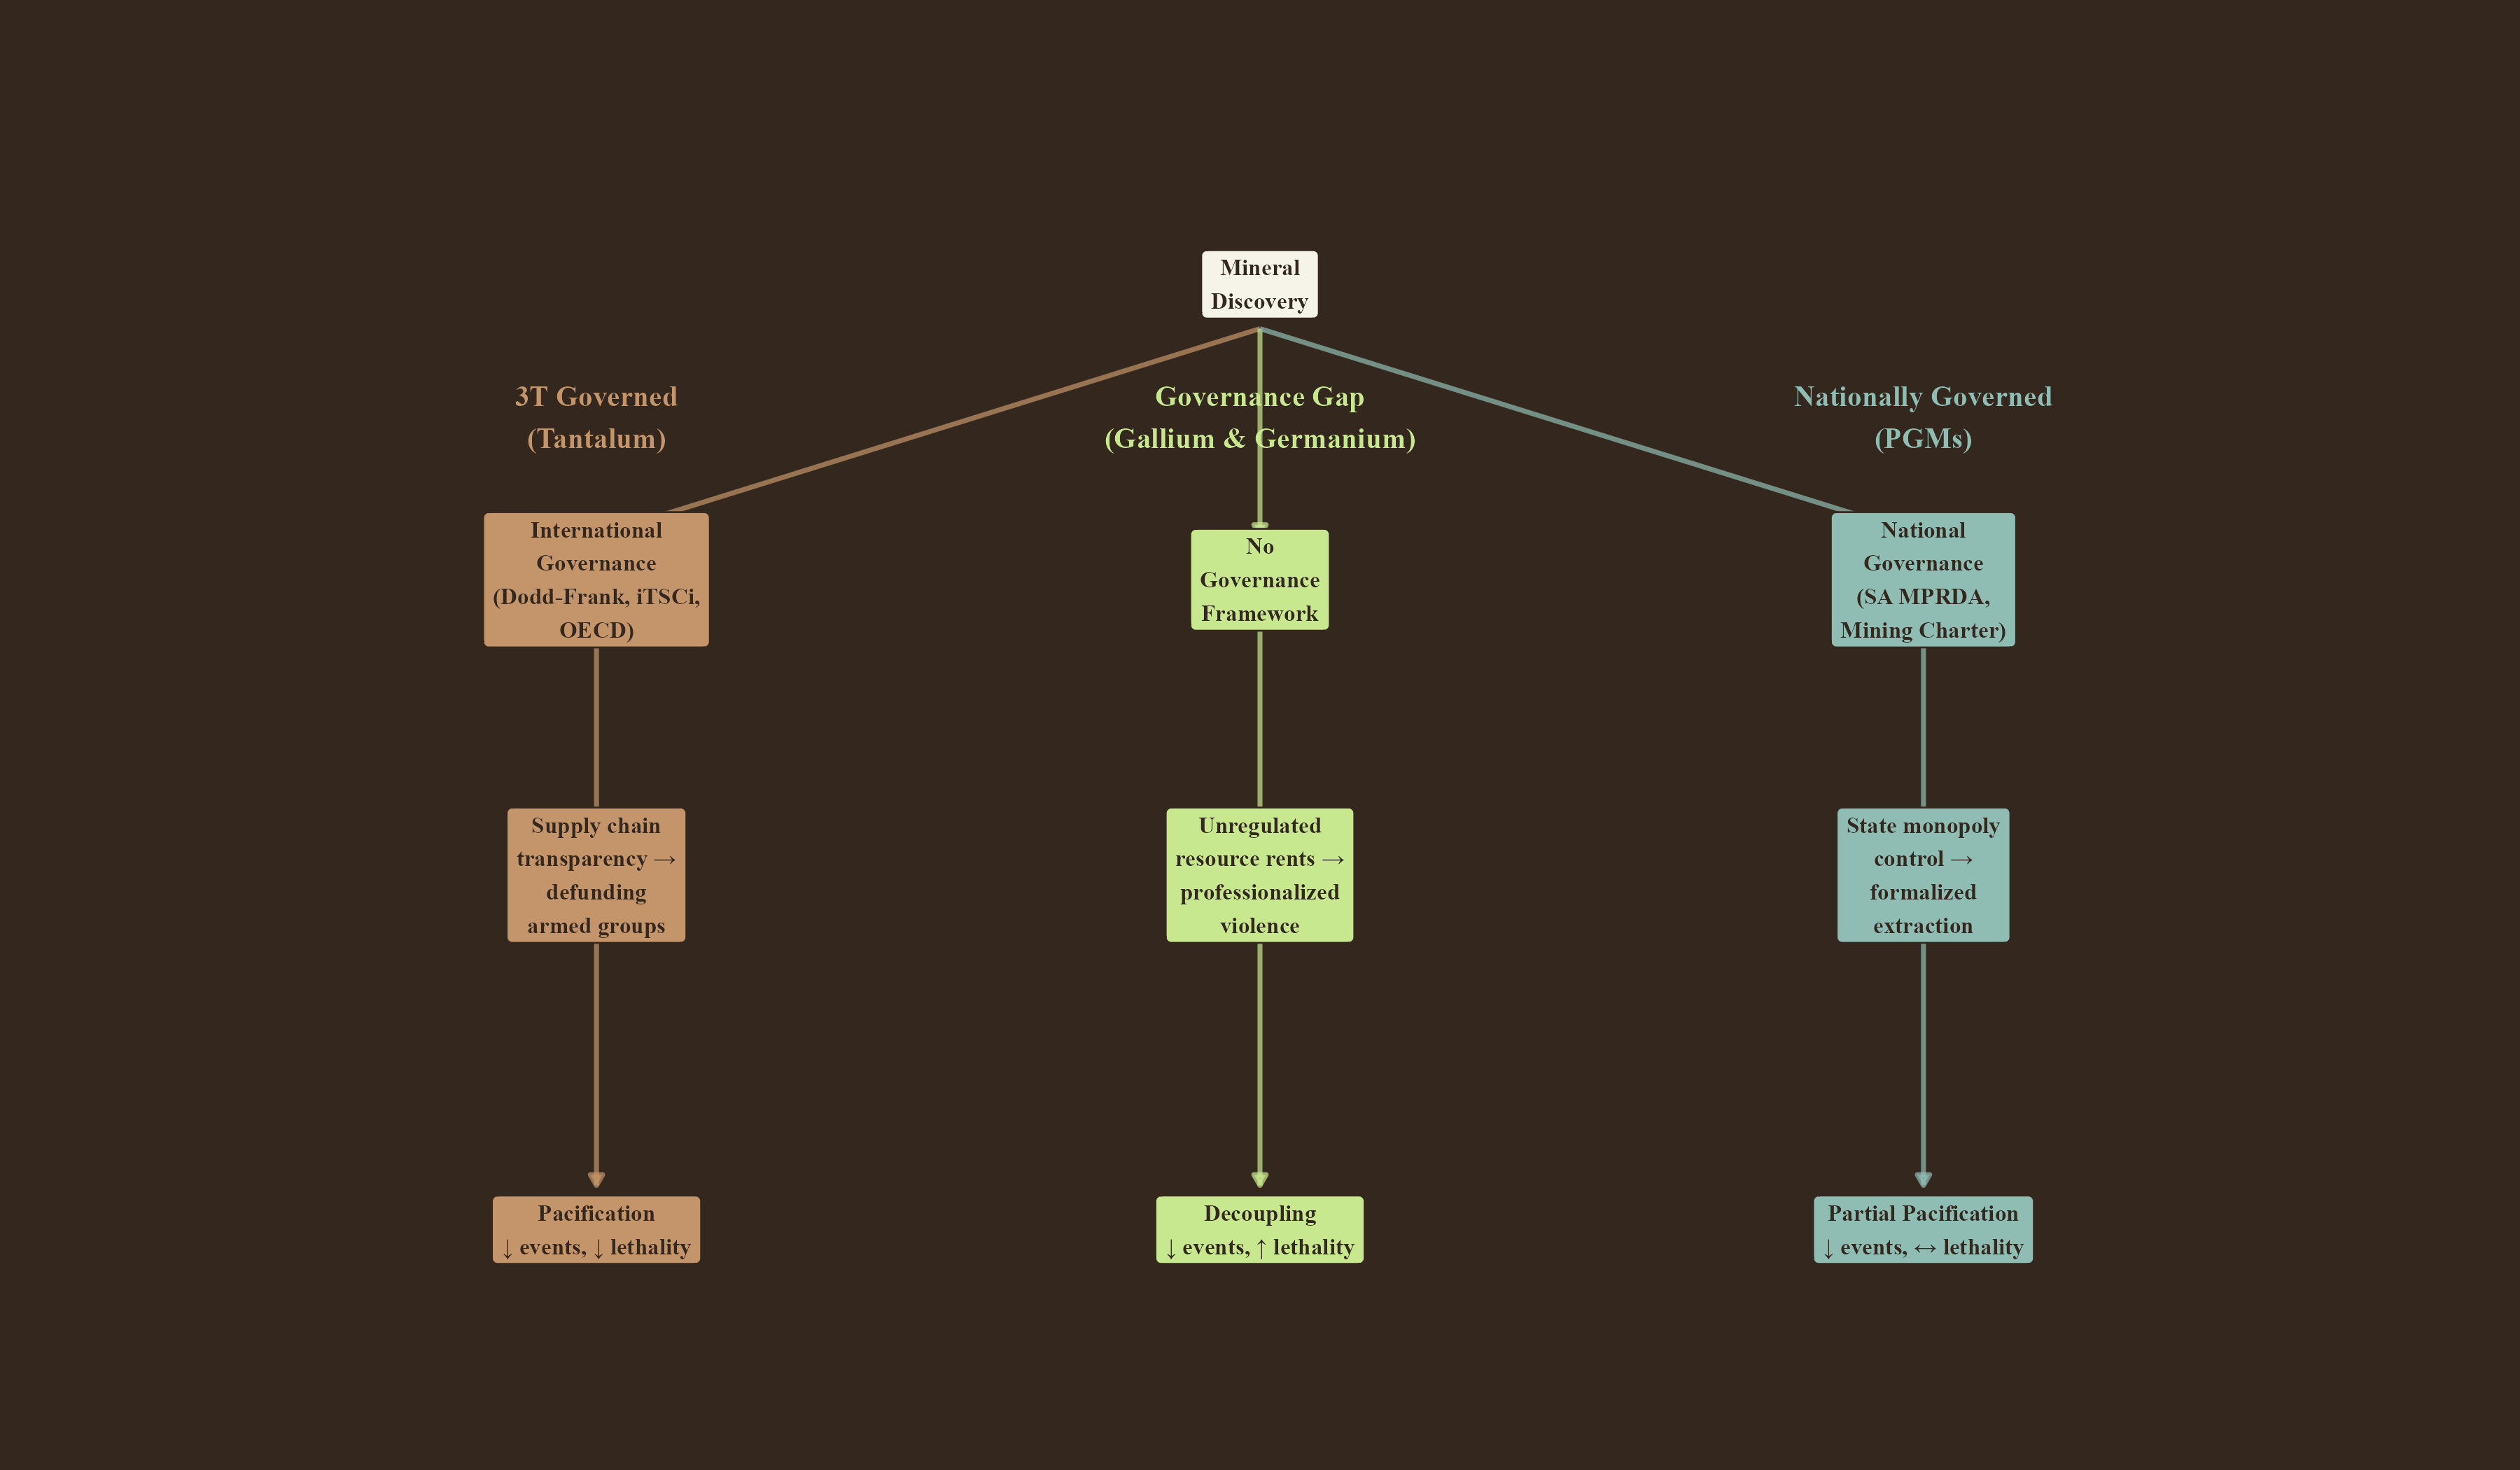 Mineral
Discovery
3T Governed
(Tantalum)
Governance Gap
(Gallium & Germanium)
Nationally Governed
(PGMs)
International
Governance
(Dodd-Frank, iTSCi,
OECD)
No
Governance
Framework
National
Governance
(SA MPRDA,
Mining Charter)
Supply chain
transparency →
defunding
armed groups
Unregulated
resource rents →
professionalized
violence
State monopoly
control →
formalized
extraction
Pacification
↓ events, ↓ lethality
Decoupling
↓ events, ↑ lethality
Partial Pacification
↓ events, ↔ lethality